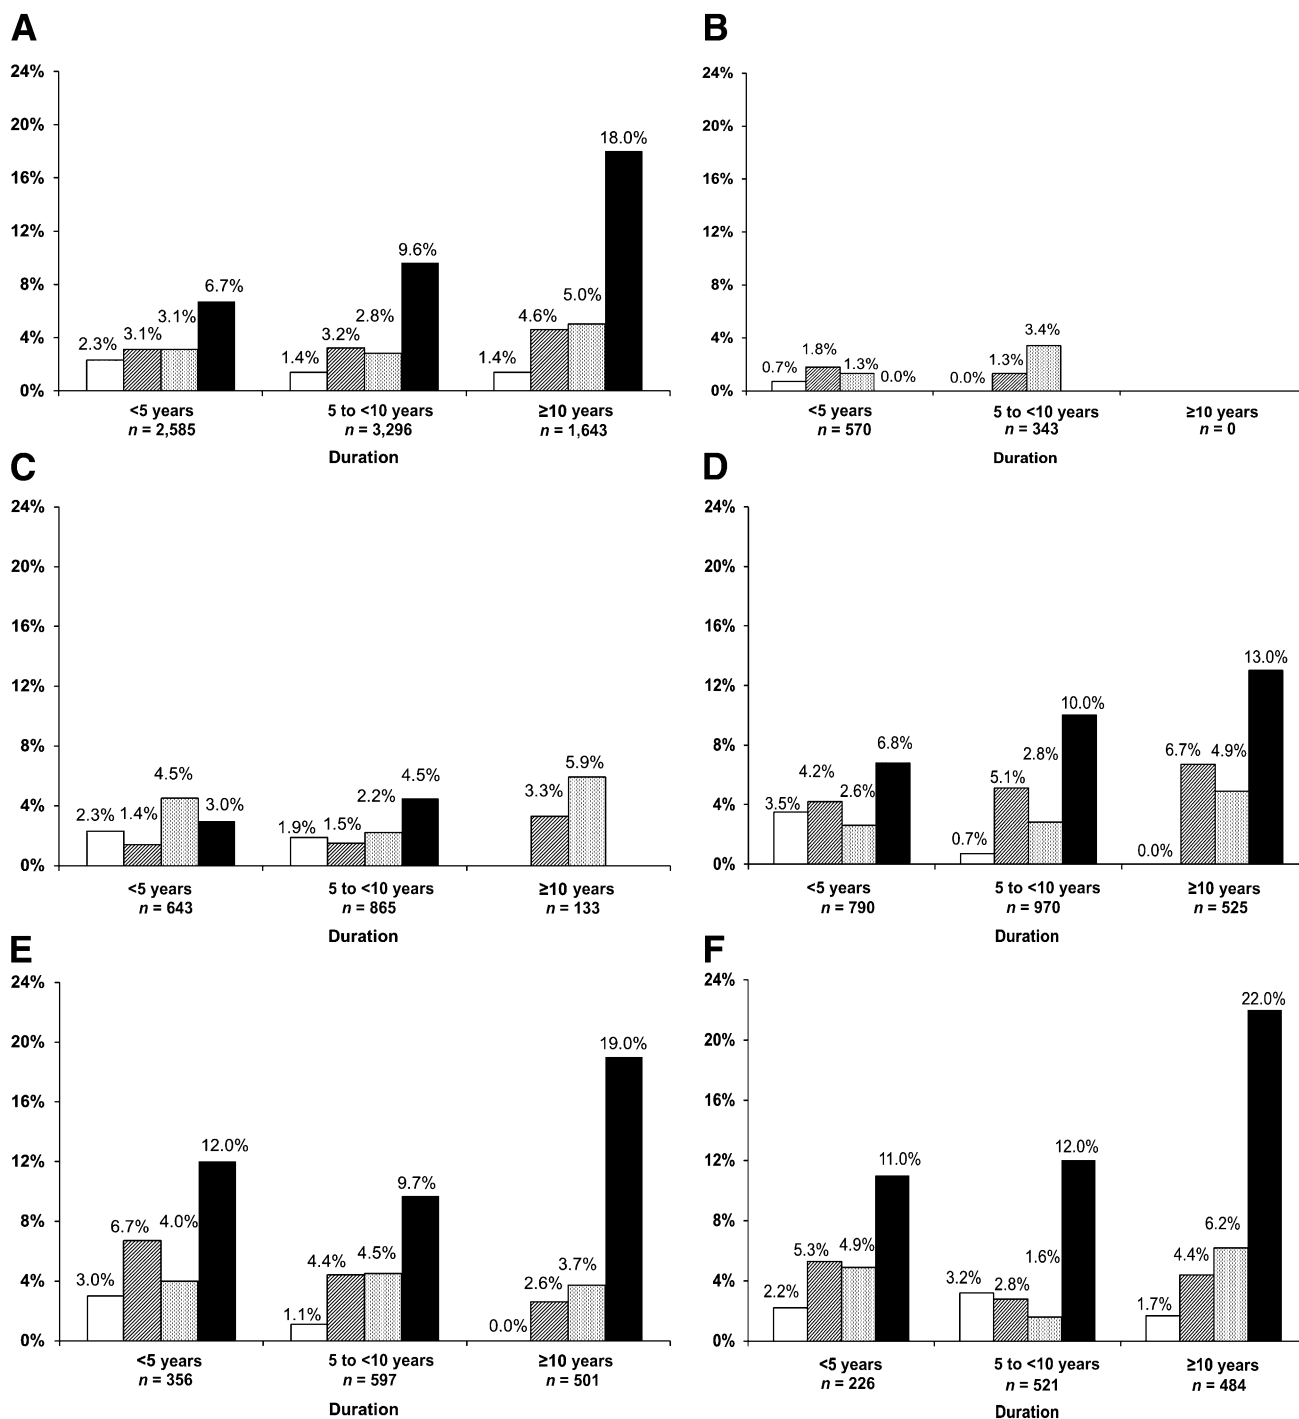 A
24%
20%
16%
12%
8%
4%
0%
2.3%
3.1%
3.1%
6.7%
1.4%
3.2%
2.8%
9.6%
1.4%
4.6%
5.0%
18.0%
<5 years
n = 2,585
5 to <10 years
n = 3,296
≥10 years
n = 1,643
Duration
B
24%
20%
16%
12%
8%
4%
0%
0.7%
1.8%
1.3%
0.0%
0.0%
1.3%
3.4%
<5 years
n = 570
5 to <10 years
n = 343
≥10 years
n = 0
Duration
C
24%
20%
16%
12%
8%
4%
0%
2.3%
1.4%
4.5%
3.0%
1.9%
1.5%
2.2%
4.5%
3.3%
5.9%
<5 years
n = 643
5 to <10 years
n = 865
≥10 years
n = 133
Duration
D
24%
20%
16%
12%
8%
4%
0%
3.5%
4.2%
2.6%
6.8%
0.7%
5.1%
2.8%
10.0%
0.0%
6.7%
4.9%
13.0%
<5 years
n = 790
5 to <10 years
n = 970
≥10 years
n = 525
Duration
E
24%
20%
16%
12%
8%
4%
0%
3.0%
6.7%
4.0%
12.0%
1.1%
4.4%
4.5%
9.7%
0.0%
2.6%
3.7%
19.0%
<5 years
n = 356
5 to <10 years
n = 597
≥10 years
n = 501
Duration
F
24%
20%
16%
12%
8%
4%
0%
2.2%
5.3%
4.9%
11.0%
3.2%
2.8%
1.6%
12.0%
1.7%
4.4%
6.2%
22.0%
<5 years
n = 226
5 to <10 years
n = 521
≥10 years
n = 484
Duration